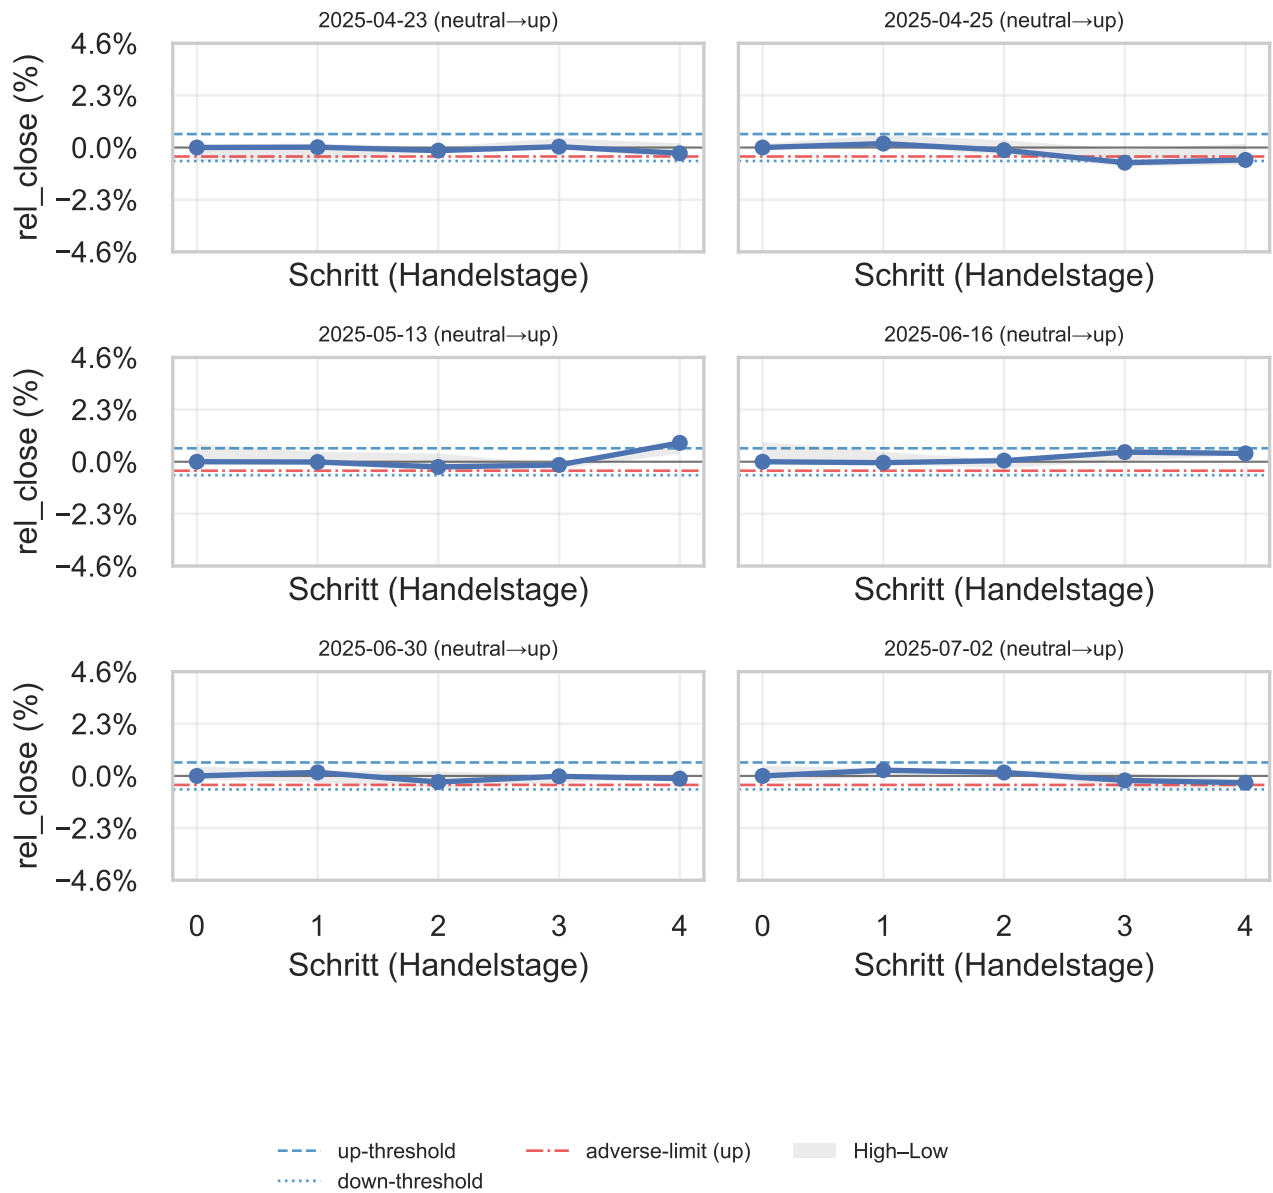 2025-04-23 (neutral→up)
2025-04-25 (neutral→up)
4.6%
2.3%
0.0%
−2.3%
−4.6%
rel_close (%)
Schritt (Handelstage)
Schritt (Handelstage)
2025-05-13 (neutral→up)
2025-06-16 (neutral→up)
4.6%
2.3%
0.0%
−2.3%
−4.6%
rel_close (%)
Schritt (Handelstage)
Schritt (Handelstage)
2025-06-30 (neutral→up)
2025-07-02 (neutral→up)
4.6%
2.3%
0.0%
−2.3%
−4.6%
rel_close (%)
0 1 2 3 4
0 1 2 3 4
Schritt (Handelstage)
Schritt (Handelstage)
up-threshold
adverse-limit (up)
High–Low
down-threshold